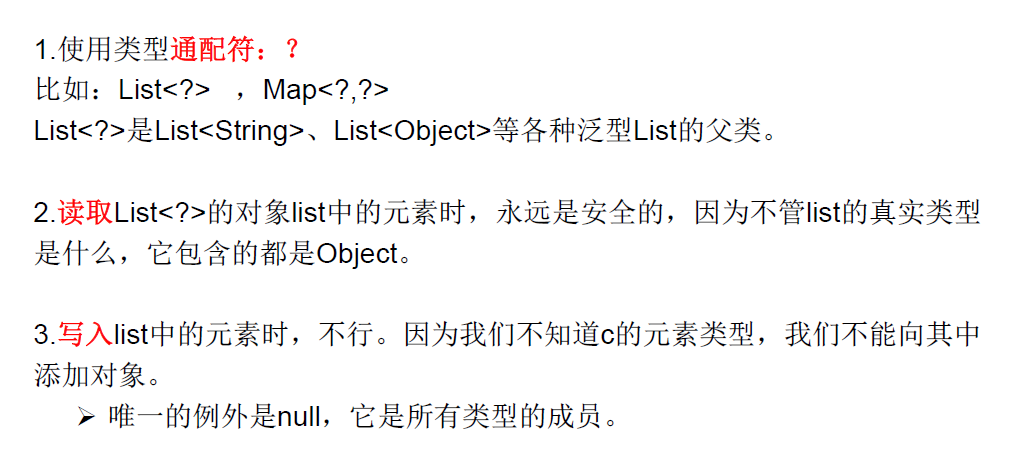 1.使用类型通配符：？
比如：List<?> ，Map<?,?>
List<?>是List<String>、List<Object>等各种泛型List的父类。
2.读取List<?>的对象list中的元素时，永远是安全的，因为不管list的真实类型
是什么，它包含的都是Object。
3.写入list中的元素时，不行。因为我们不知道c的元素类型，我们不能向其中
添加对象。
➢ 唯一的例外是null，它是所有类型的成员。